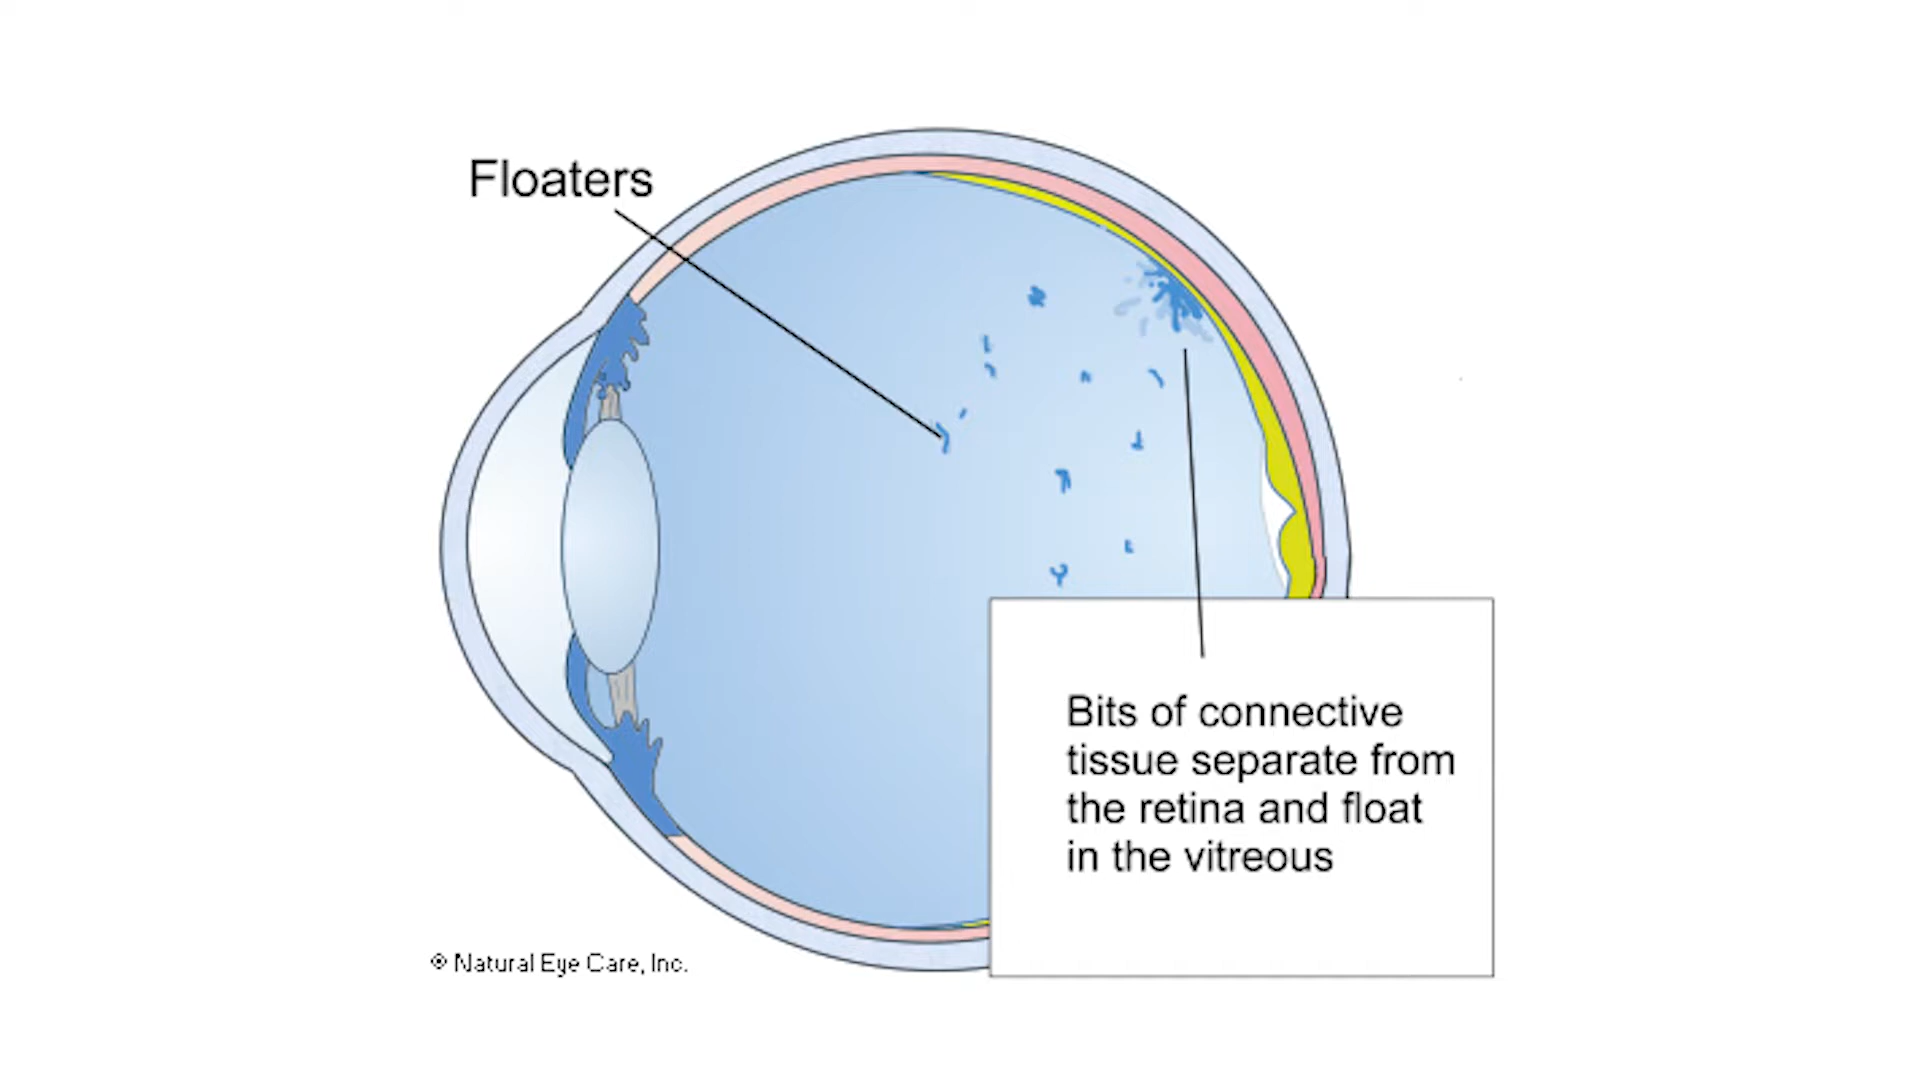 Floaters
Bits of connective
tissue separate from
the retina and float
in the vitreous
© Natural Eye Care, Inc.